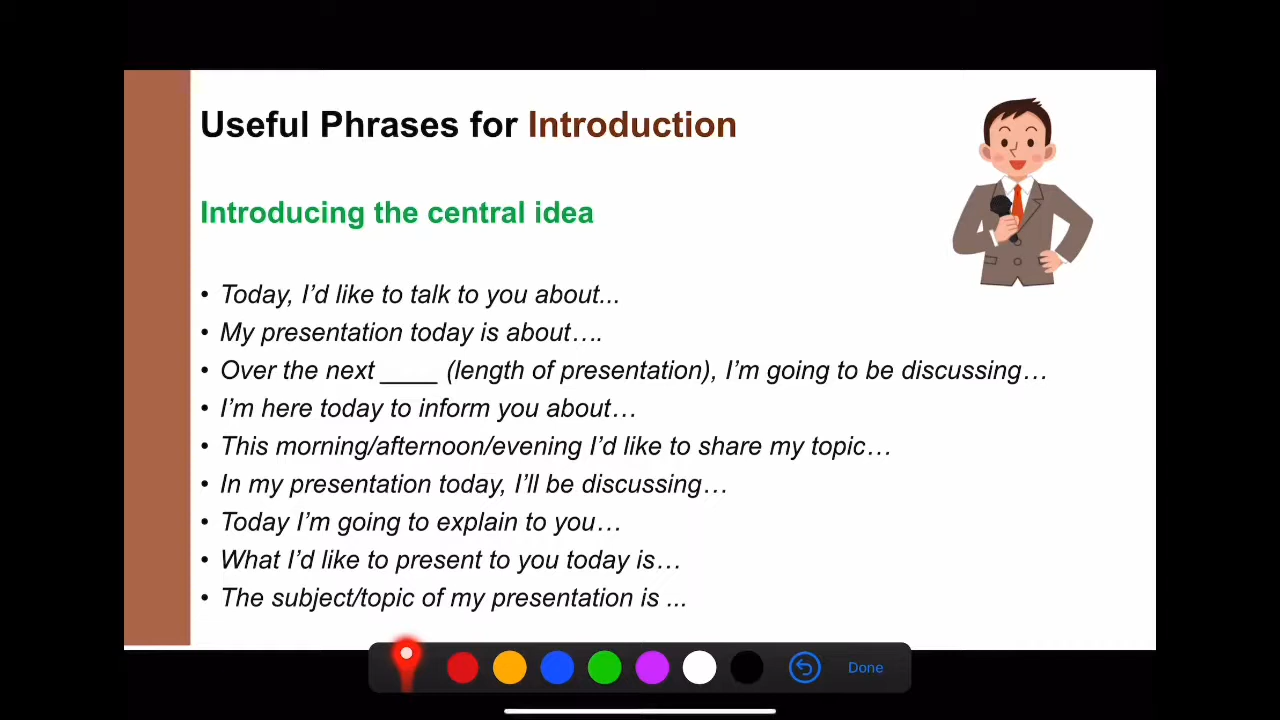 Useful Phrases for Introduction
Introducing the central idea
• Today, I’d like to talk to you about...
• My presentation today is about….
• Over the next ____ (length of presentation), I’m going to be discussing…
• I’m here today to inform you about…
• This morning/afternoon/evening I’d like to share my topic…
• In my presentation today, I’ll be discussing…
• Today I’m going to explain to you…
• What I’d like to present to you today is…
• The subject/topic of my presentation is ...
Done